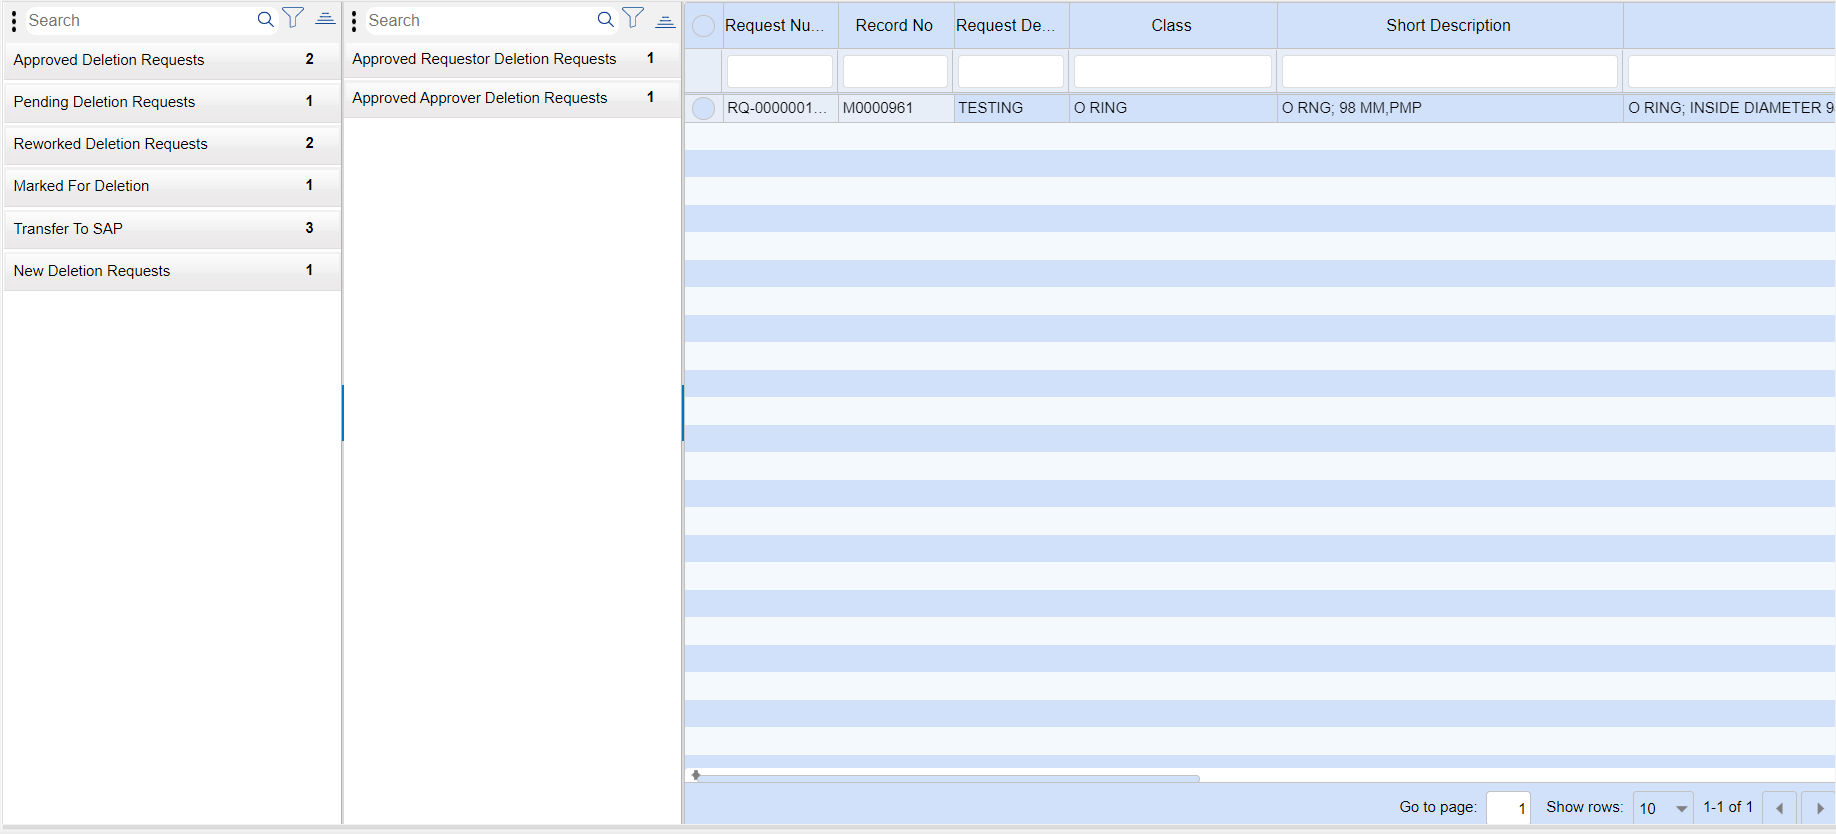 Search
Approved Deletion Requests 2
Pending Deletion Requests 1
Reworked Deletion Requests 2
Marked For Deletion 1
Transfer To SAP 3
New Deletion Requests 1
Search
Approved Requestor Deletion Requests 1
Approved Approver Deletion Requests 1
Request Nu... Record No Request De... Class Short Description
RQ-0000001... M0000961 TESTING O RING O RNG; 98 MM,PMP O RING; INSIDE DIAMETER 9
Go to page: 1 Show rows: 10 1-1 of 1